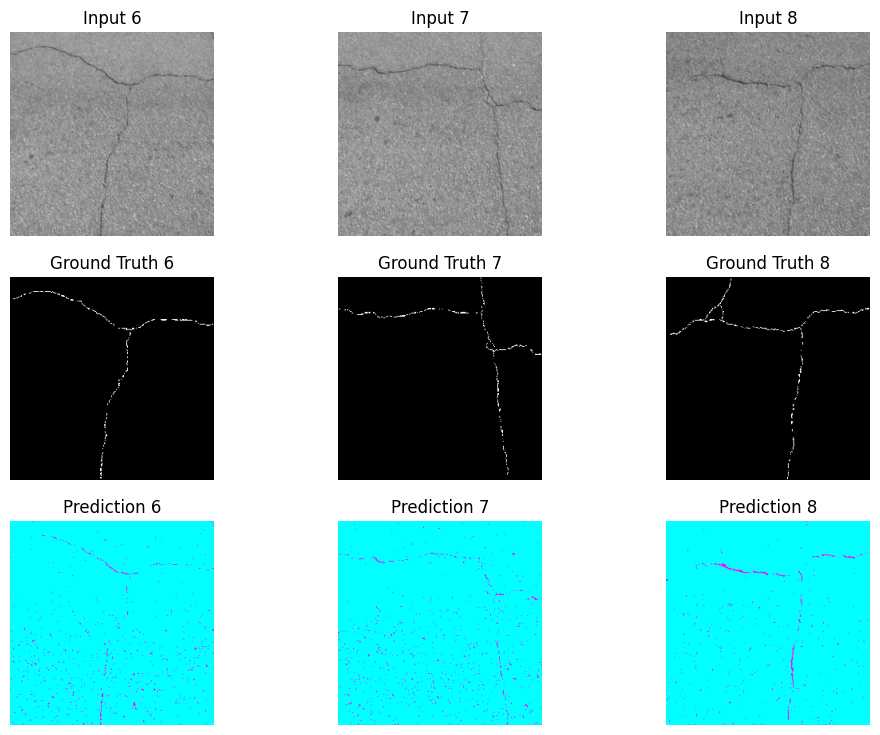 Input 6
Input 7
Input 8
Ground Truth 6
Ground Truth 7
Ground Truth 8
Prediction 6
Prediction 7
Prediction 8